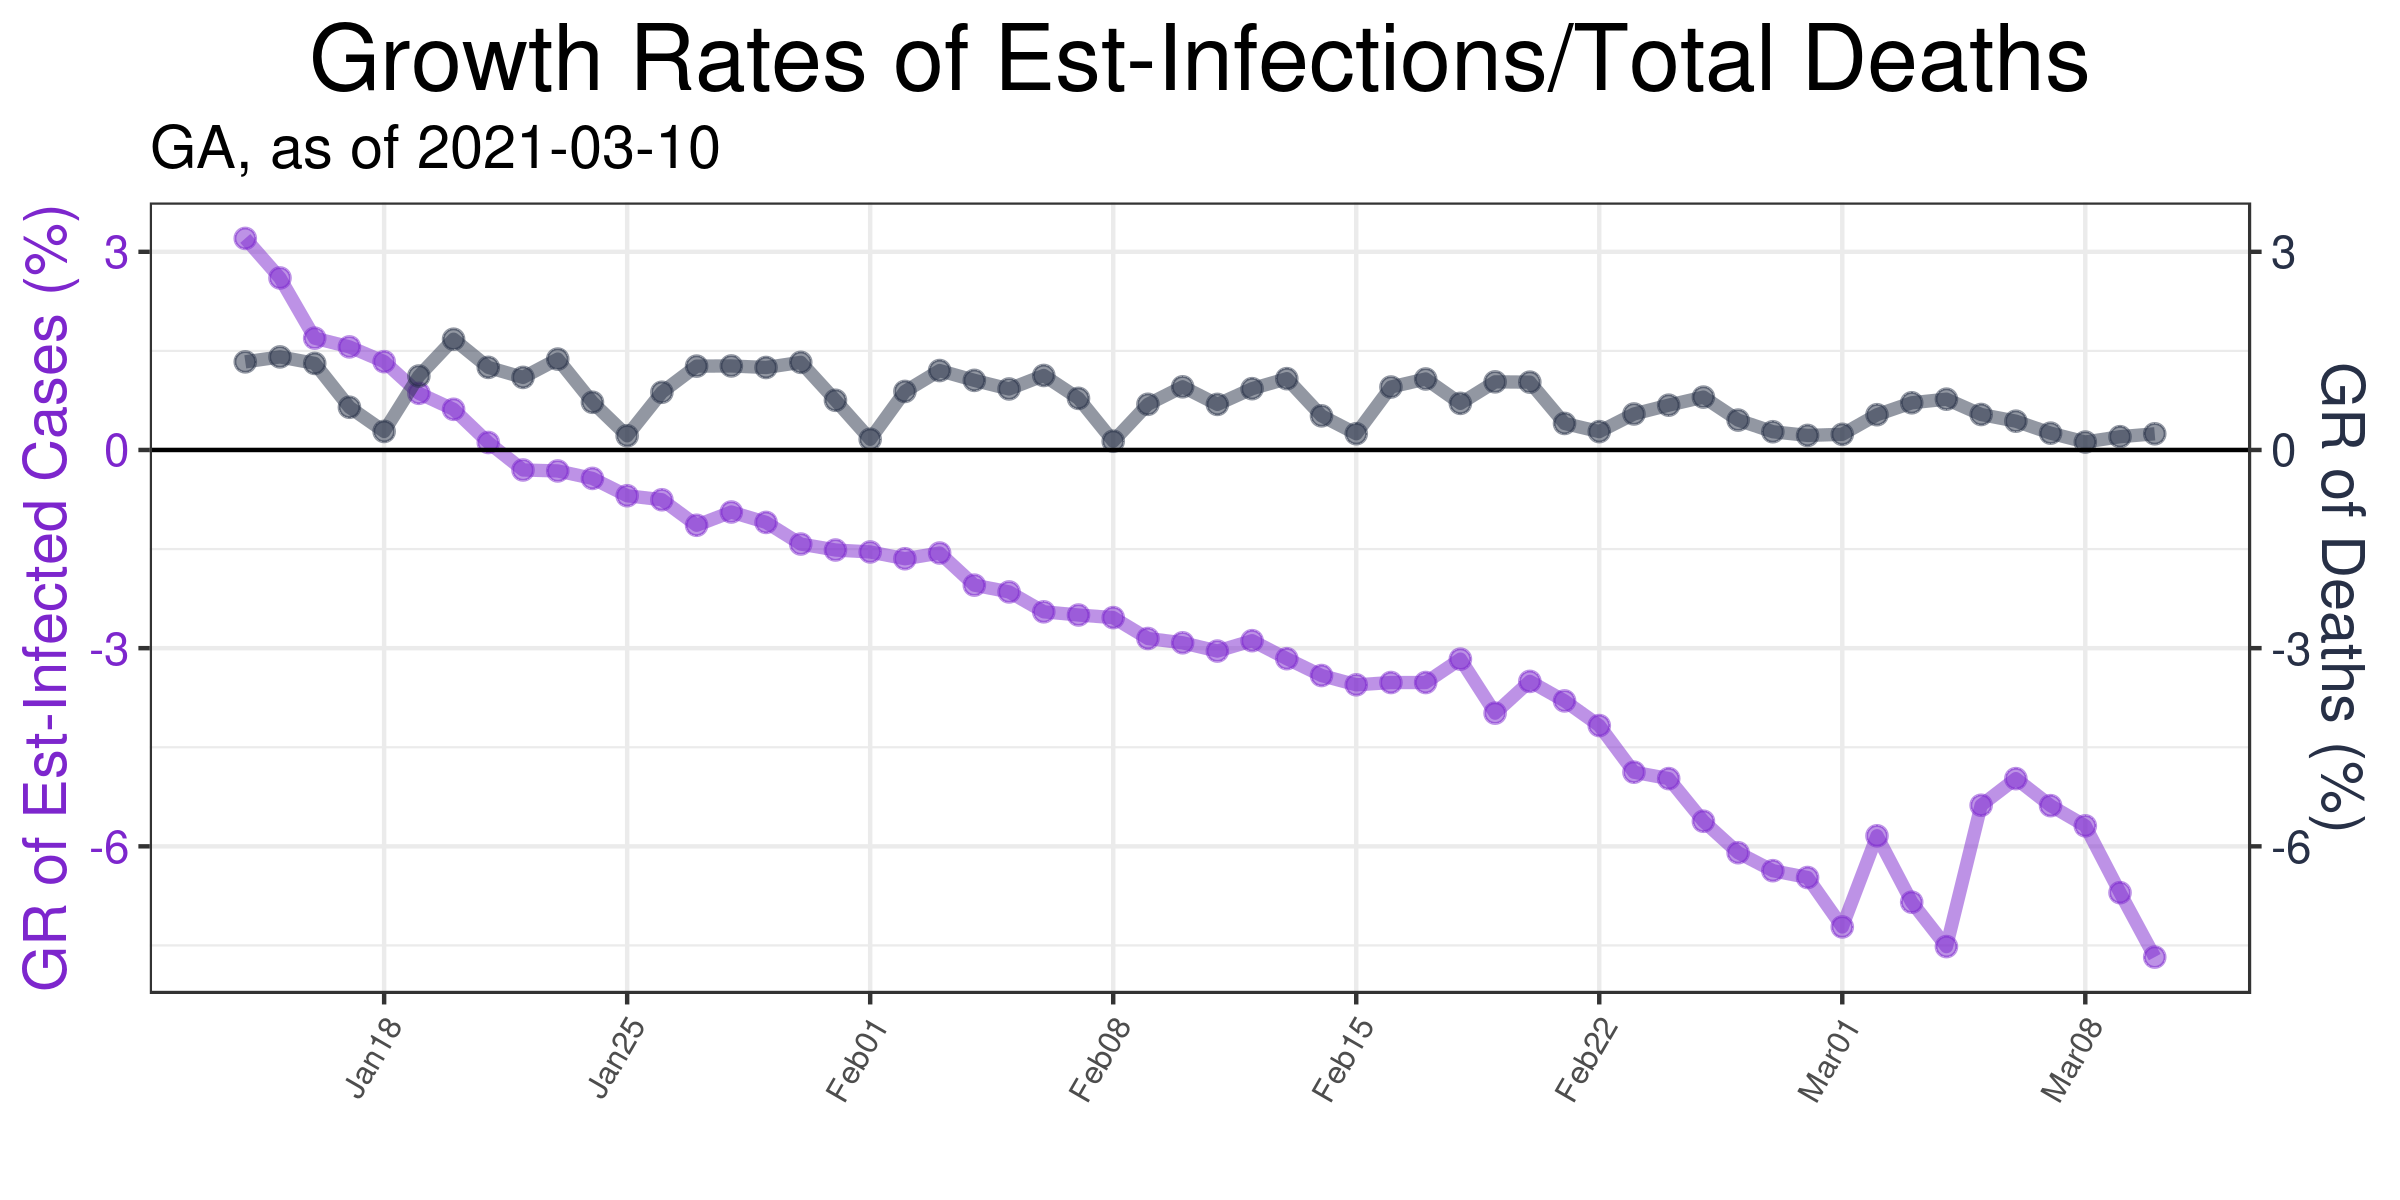 Growth Rates of Est-Infections/Total Deaths
GA, as of 2021-03-10
GR of Est-Infected Cases (%)
3
0
-3
-6
3
0
-3
-6
GR of Deaths (%)
Jan18
Jan25
Feb01
Feb08
Feb15
Feb22
Mar01
Mar08